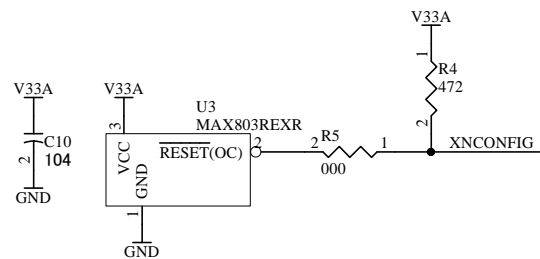 V33A
1
R4
472
2
V33A
C10
104
2
GND
V33A
U3
MAX803REXR
3
VCC
GND
RESET(OC)
2
2
R5
1
000
XNCONFIG
1
GND